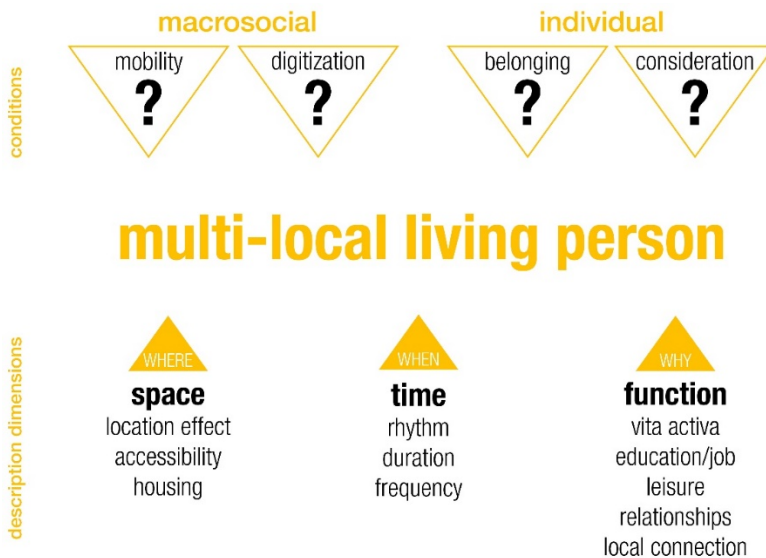 macrosocial
individual
conditions
mobility
?
digitization
?
belonging
?
consideration
?
multi-local living person
description dimensions
WHERE
space
location effect
accessibility
housing
WHEN
time
rhythm
duration
frequency
WHY
function
vita activa
education/job
leisure
relationships
local connection